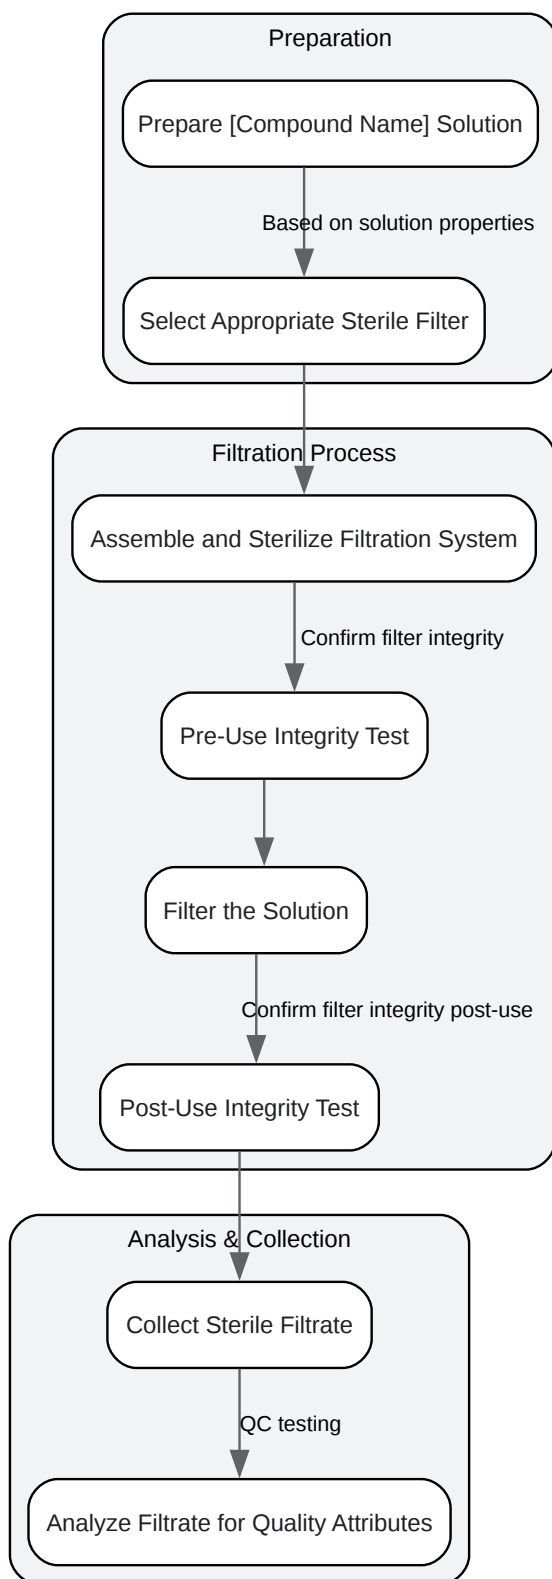 Preparation
Prepare [Compound Name] Solution
Based on solution properties
Select Appropriate Sterile Filter
Filtration Process
Assemble and Sterilize Filtration System
Confirm filter integrity
Pre-Use Integrity Test
Filter the Solution
Confirm filter integrity post-use
Post-Use Integrity Test
Analysis & Collection
Collect Sterile Filtrate
QC testing
Analyze Filtrate for Quality Attributes